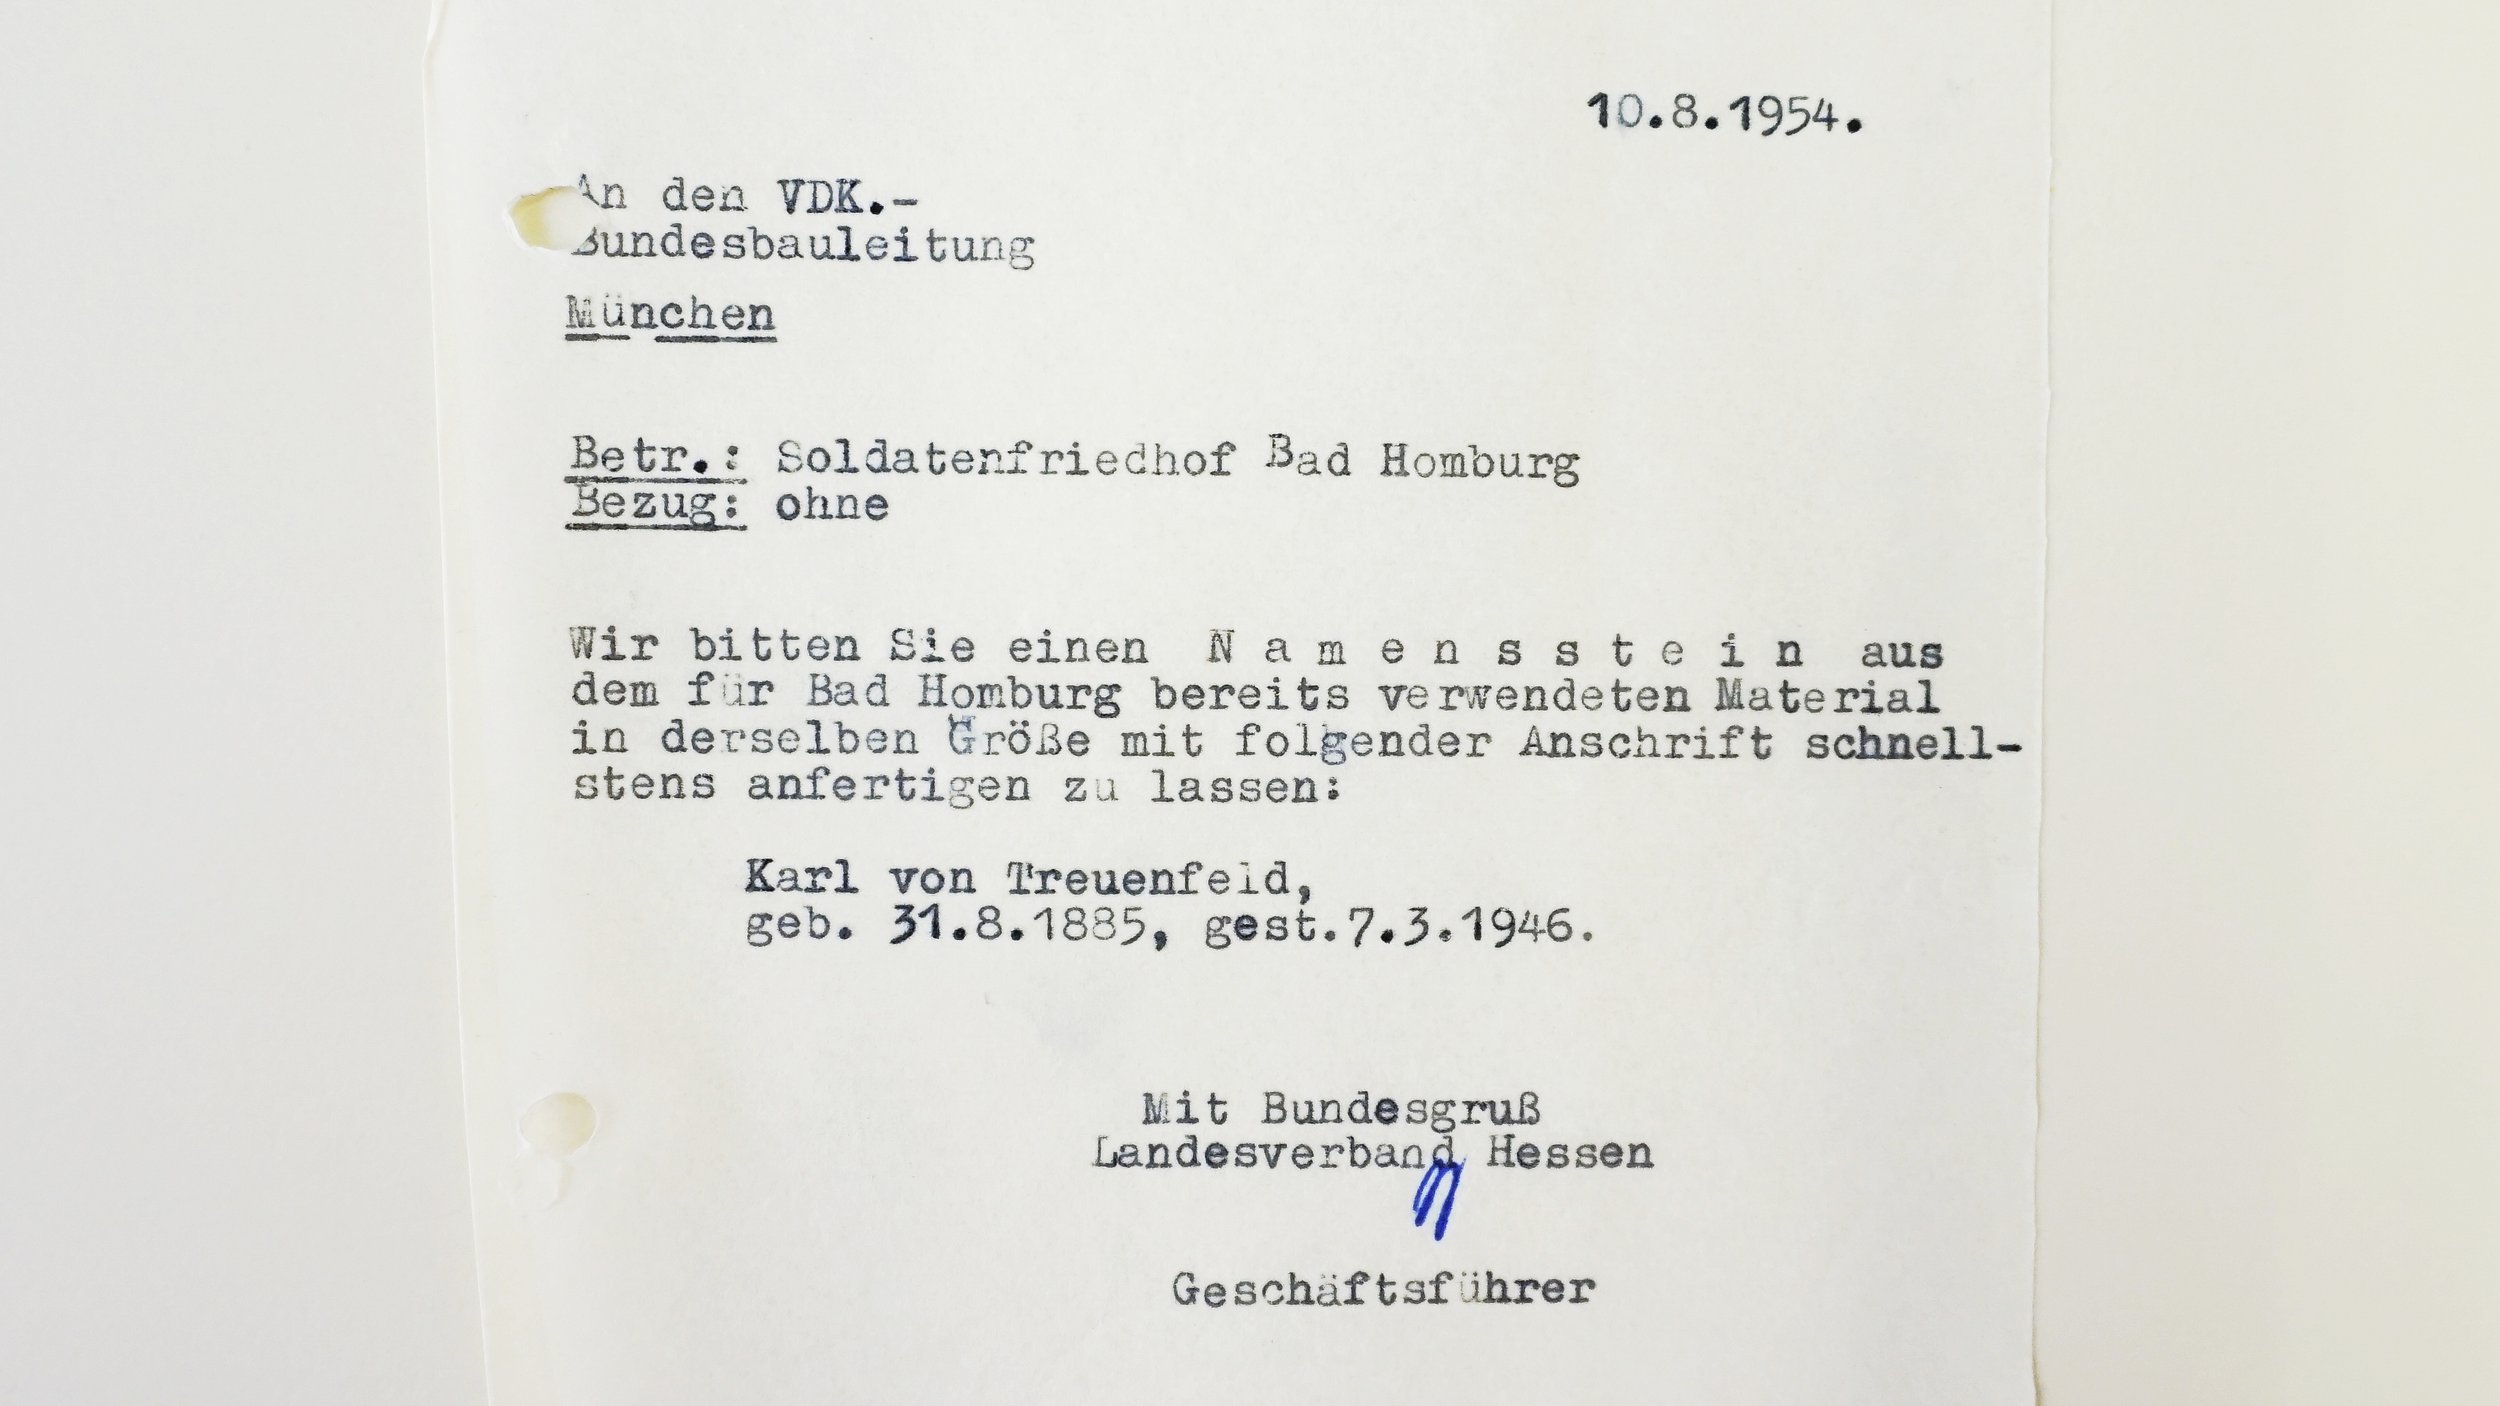 10.8.1954.
An den VDK.-
Bundesbauleitung
München
Betr.: Soldatenfriedhof Bad Homburg
Bezug: ohne
Wir bitten Sie einen N a m e n s s t e i n aus
dem für Bad Homburg bereits verwendeten Material
in derselben Größe mit folgender Anschrift schnell-
stens anfertigen zu lassen:
Karl von Treuenfeld,
geb. 31.8.1885, gest.7.3.1946.
Mit Bundesgruß
Landesverband Hessen
Geschäftsführer